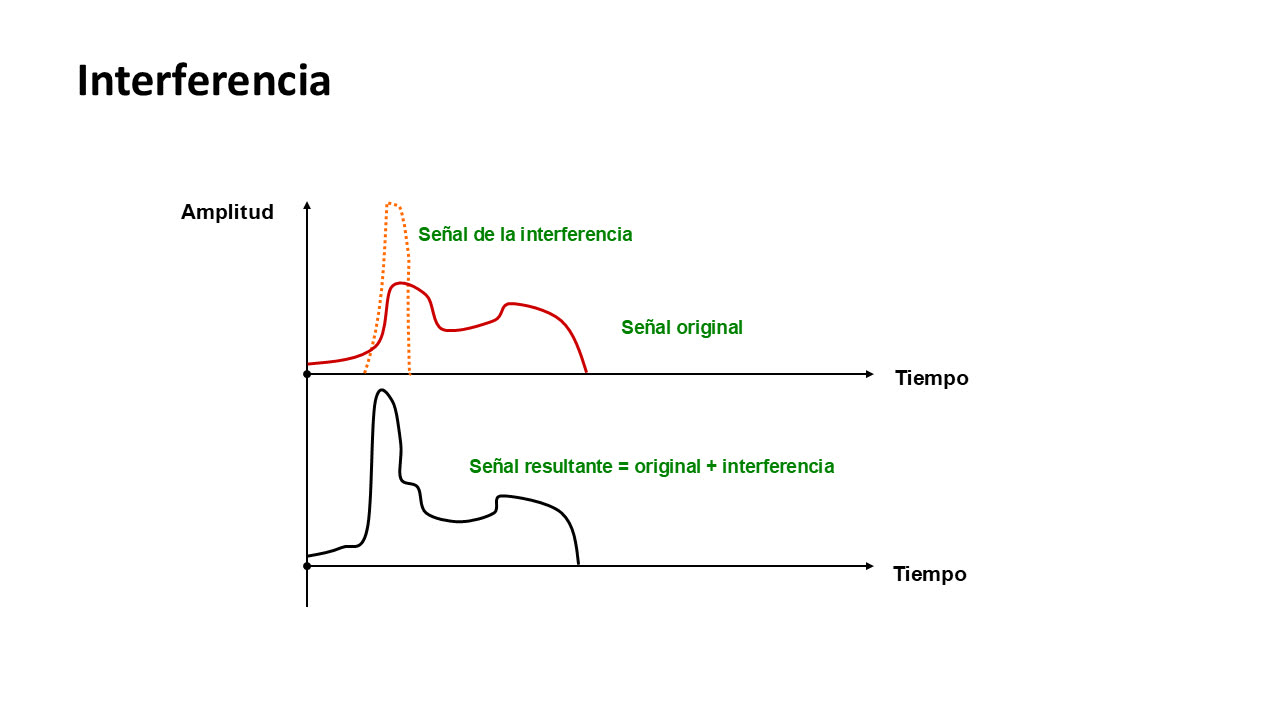 Interferencia
Amplitud
Señal de la interferencia
Señal original
Tiempo
Señal resultante = original + interferencia
Tiempo